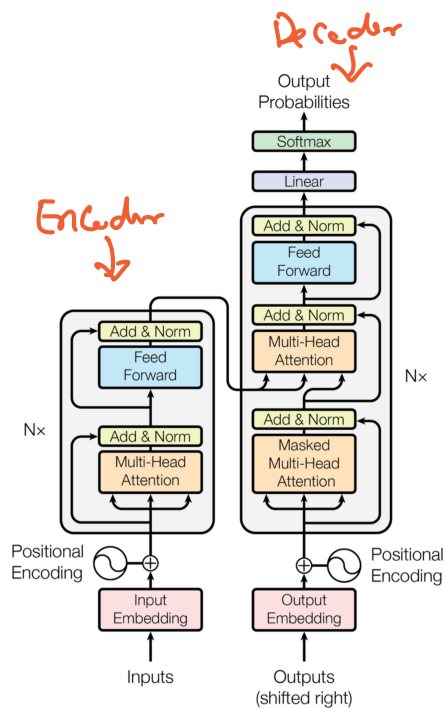 Decoder
Output
Probabilities
Softmax
Linear
Encoder
Add & Norm
Feed
Forward
Add & Norm
Multi-Head
Attention
Nx
Add & Norm
Feed
Forward
Add & Norm
Multi-Head
Attention
Add & Norm
Masked
Multi-Head
Attention
Nx
Positional
Encoding
Positional
Encoding
Input
Embedding
Output
Embedding
Inputs
Outputs
(shifted right)